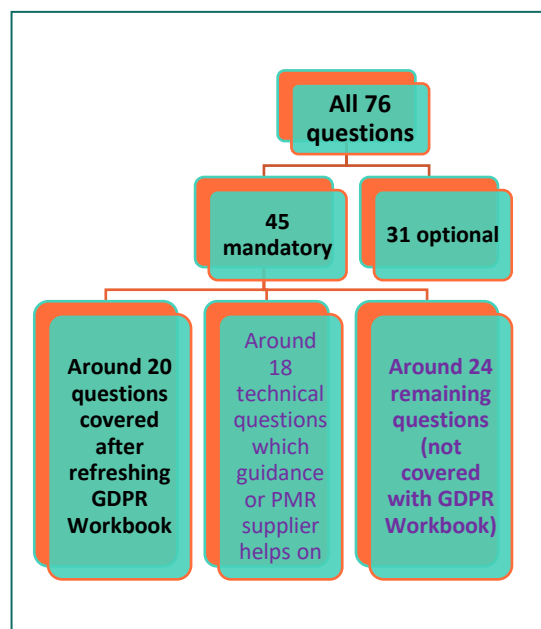 All 76
questions
45
mandatory
31 optional
Around 20
questions
covered
after
refreshing
GDPR
Workbook
Around
18
technical
questions
which
guidance
or PMR
supplier
helps on
Around 24
remaining
questions
(not
covered
with GDPR
Workbook)